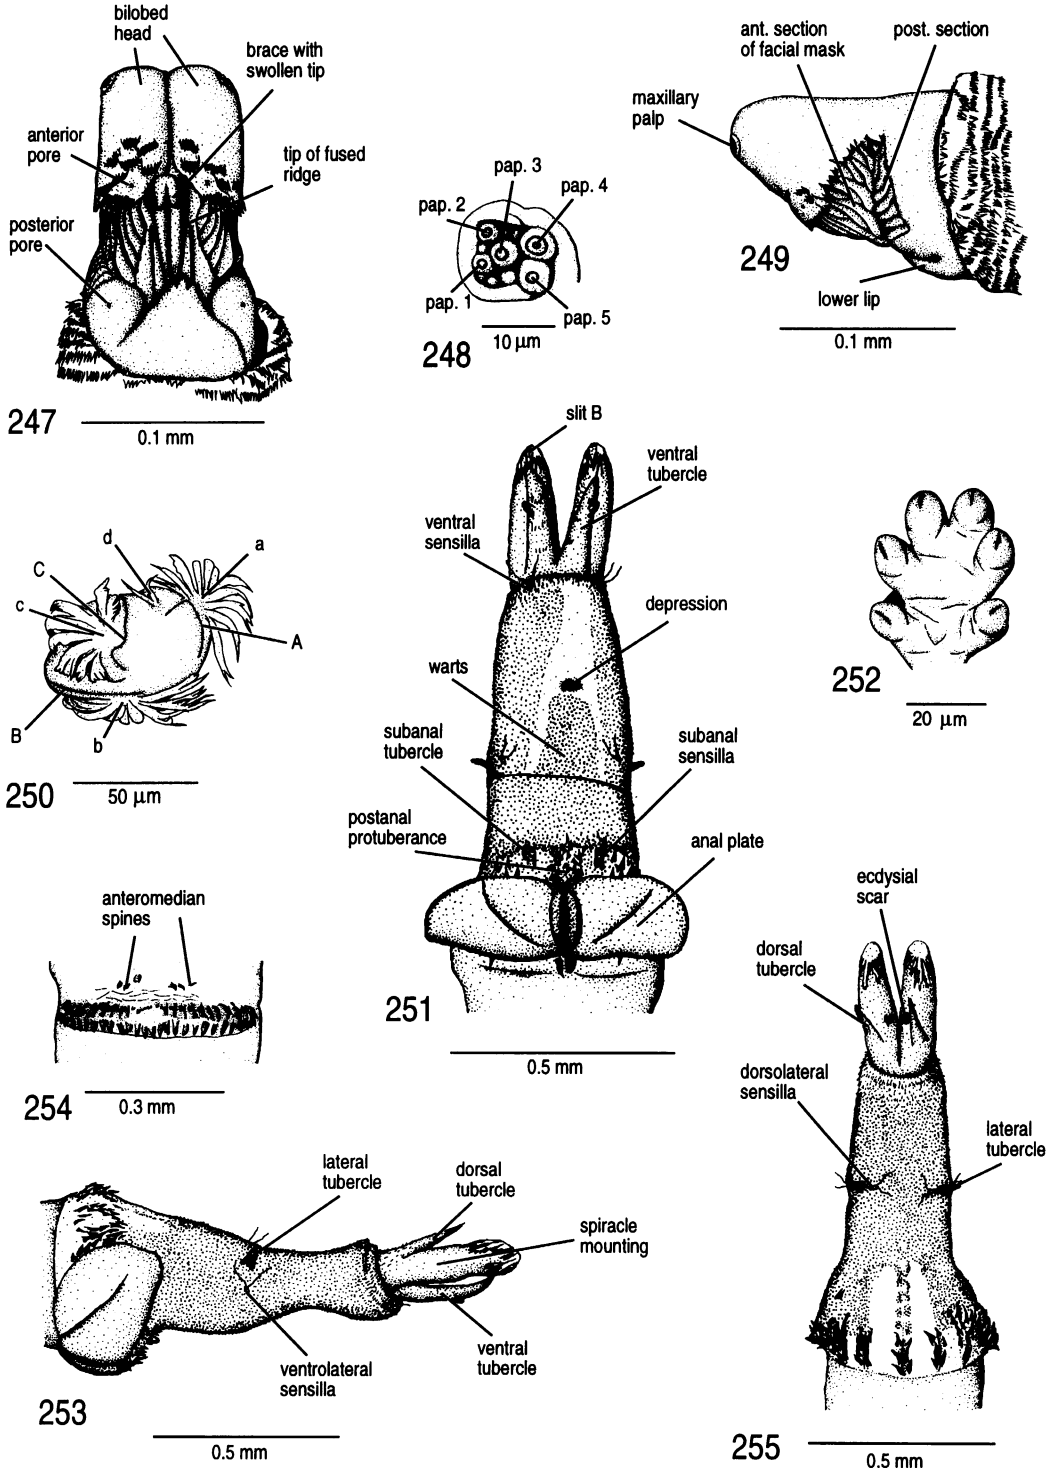 bilobed
head
brace with
swollen tip
anterior
pore
tip of fused
ridge
posterior
pore
247
0.1 mm
pap. 3
pap. 4
pap. 2
pap. 1
pap. 5
10 µm
248
ant. section
of facial mask
post. section
maxillary
palp
249
lower lip
0.1 mm
d
a
C
c
A
B
b
250
50 µm
slit B
ventral
tubercle
ventral
sensilla
depression
warts
subanal
tubercle
subanal
sensilla
postanal
protuberance
anal plate
251
0.5 mm
252
20 µm
anteromedian
spines
254
0.3 mm
lateral
tubercle
dorsal
tubercle
spiracle
mounting
ventrolateral
sensilla
ventral
tubercle
253
0.5 mm
ecdysial
scar
dorsal
tubercle
dorsolateral
sensilla
lateral
tubercle
255
0.5 mm